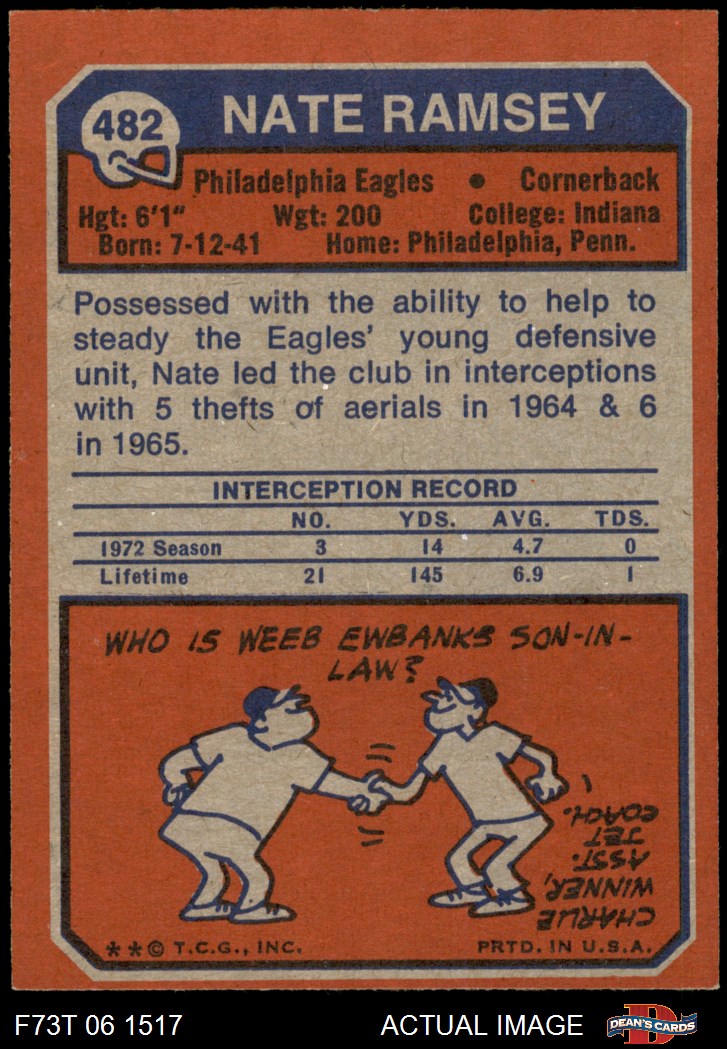 482
NATE RAMSEY
Philadelphia Eagles • Cornerback
Hgt: 6'1" Wgt: 200 College: Indiana
Born: 7-12-41 Home: Philadelphia, Penn.
Possessed with the ability to help to
steady the Eagles' young defensive
unit, Nate led the club in interceptions
with 5 thefts of aerials in 1964 & 6
in 1965.
INTERCEPTION RECORD
NO. YDS. AVG. TDS.
1972 Season 3 14 4.7 0
Lifetime 21 145 6.9 1
WHO IS WEEB EWBANKS SON-IN-
LAW?
CHARLIE
WINNER,
ASST.
JET
COACH.
**© T.C.G., INC. PRTD. IN U.S.A.
F73T 06 1517 ACTUAL IMAGE
D
DEAN'S CARDS